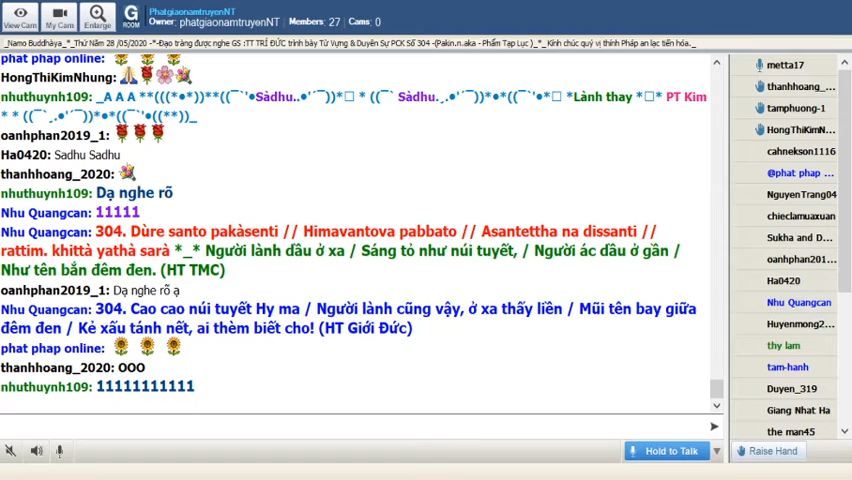 PhatgiaonamtruyenNT
Owner: phatgiaonamtruyenNT Members: 27 Cams: 0
View Cam My Cam Enlarge G ROOM
_Namo Buddhàya_*_Thứ Năm 28 /05/2020 -*-Đạo tràng được nghe GS :TT TRÍ ĐỨC trình bày Từ Vựng & Duyên Sự PCK Số 304 -(Pakin.n.aka - Phẩm Tạp Lục )_*_ Kính chúc quý vị thính Pháp an lạc tiến hóa._
phat phap online:
HongThiKimNhung:
nhuthuynh109: _A A A **(((*•*))**((¯`'•Sàdhu..•'´¯))*□ * ((¯` Sàdhu.¸.•'´¯))*•*((¯`'•*□ *Lành thay *□* PT Kim
* * ((¯`¸.•'´¯))*•*((¯`'•((**))_
oanhphan2019_1:
Ha0420: Sadhu Sadhu
thanhhoang_2020:
nhuthuynh109: Dạ nghe rõ
Nhu Quangcan: 11111
Nhu Quangcan: 304. Dùre santo pakàsenti // Himavantova pabbato // Asantettha na dissanti //
rattim. khittà yathà sarà *_* Người lành dầu ở xa / Sáng tỏ như núi tuyết, / Người ác dầu ở gần /
Như tên bắn đêm đen. (HT TMC)
oanhphan2019_1: Dạ nghe rõ ạ
Nhu Quangcan: 304. Cao cao núi tuyết Hy ma / Người lành cũng vậy, ở xa thấy liền / Mũi tên bay giữa
đêm đen / Kẻ xấu tánh nết, ai thèm biết cho! (HT Giới Đức)
phat phap online:
thanhhoang_2020: OOO
nhuthuynh109: 11111111111
Hold to Talk
Raise Hand
metta17
thanhhoang_...
tamphuong-1
HongThiKimN...
cahnekson1116
@phat phap ...
NguyenTrang04
chieclamuaxuan
Sukha and D...
oanhphan201...
Ha0420
Nhu Quangcan
Huyenmong2...
thy lam
tam-hanh
Duyen_319
Giang Nhat Ha
the man45